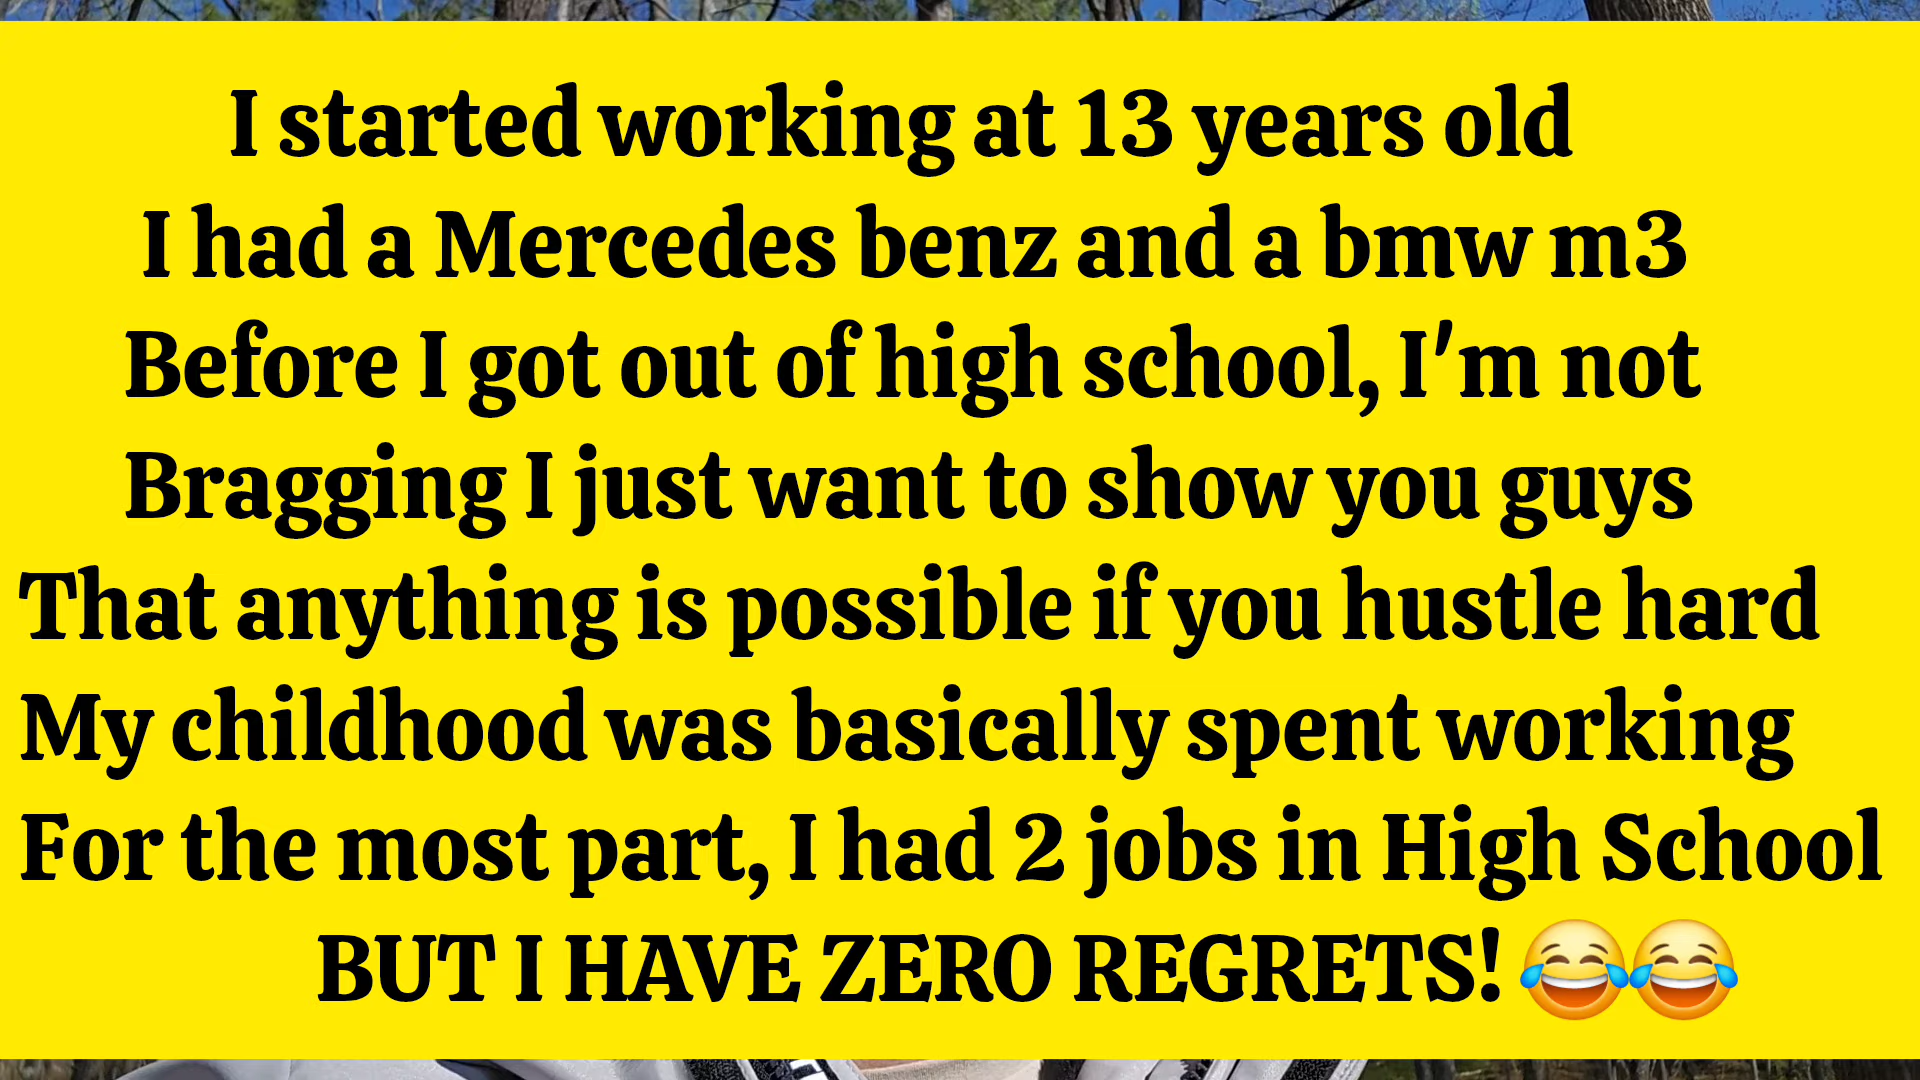 I started working at 13 years old
I had a Mercedes benz and a bmw m3
Before I got out of high school, I'm not
Bragging I just want to show you guys
That anything is possible if you hustle hard
My childhood was basically spent working
For the most part, I had 2 jobs in High School
BUT I HAVE ZERO REGRETS! 😂😂